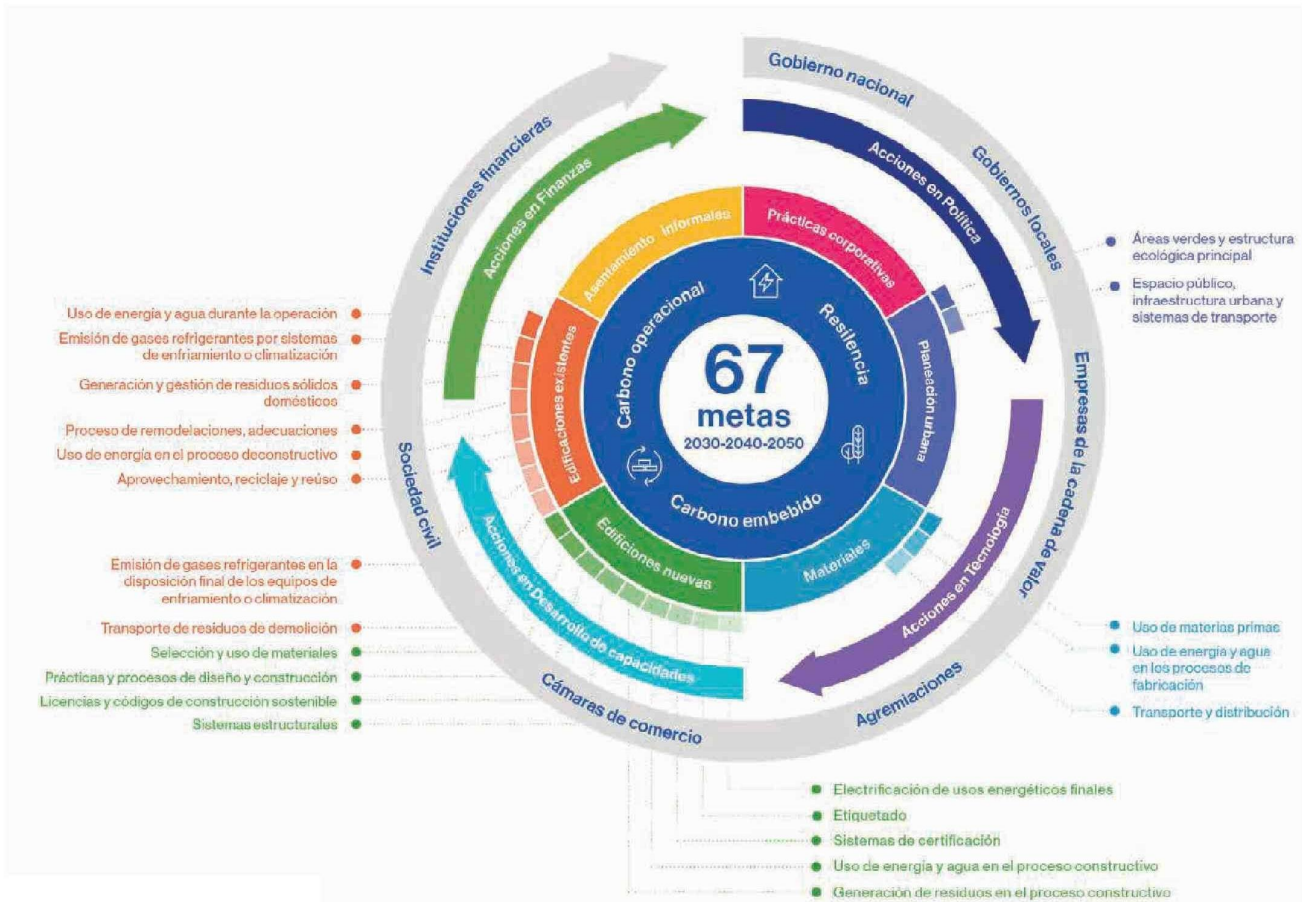 Gobierno nacional
Gobiernos locales
Empresas de la cadena de valor
Agremiaciones
Cámaras de comercio
Sociedad civil
Instituciones financieras
Acciones en Política
Acciones en Tecnología
Acciones en Desarrollo de capacidades
Acciones en Finanzas
Prácticas corporativas
Planeación urbana
Materiales
Edificiones nuevas
Edificaciones existentes
Asentamiento informales
Carbono operacional
Resilencia
Carbono embebido
67
metas
2030-2040-2050
Áreas verdes y estructura
ecológica principal
Espacio público,
infraestructura urbana y
sistemas de transporte
Uso de materias primas
Uso de energía y agua
en los procesos de
fabricación
Transporte y distribución
Uso de energía y agua durante la operación
Emisión de gases refrigerantes por sistemas
de enfriamiento o climatización
Generación y gestión de residuos sólidos
domésticos
Proceso de remodelaciones, adecuaciones
Uso de energía en el proceso deconstructivo
Aprovechamiento, reciclaje y reúso
Emisión de gases refrigerantes en la
disposición final de los equipos de
enfriamiento o climatización
Transporte de residuos de demolición
Selección y uso de materiales
Prácticas y procesos de diseño y construcción
Licencias y códigos de construcción sostenible
Sistemas estructurales
Electrificación de usos energéticos finales
Etiquetado
Sistemas de certificación
Uso de energía y agua en el proceso constructivo
Generación de residuos en el proceso constructivo